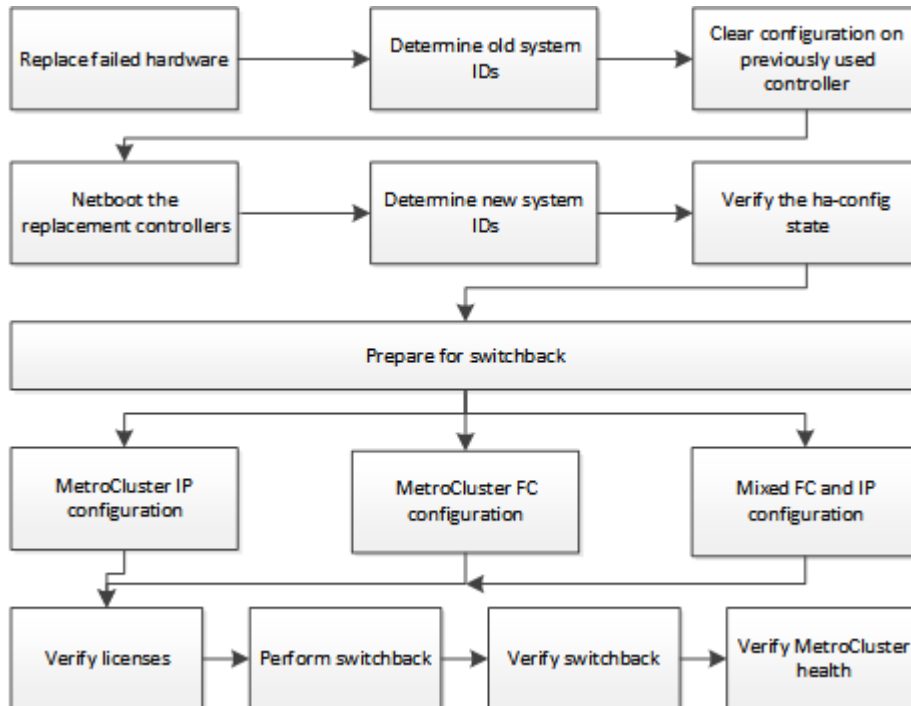 Replace failed hardware
Determine old system
IDs
Clear configuration on
previously used
controller
Netboot the
replacement controllers
Determine new system
IDs
Verify the ha-config
state
Prepare for switchback
MetroCluster IP
configuration
MetroCluster FC
configuration
Mixed FC and IP
configuration
Verify licenses
Perform switchback
Verify switchback
Verify MetroCluster
health